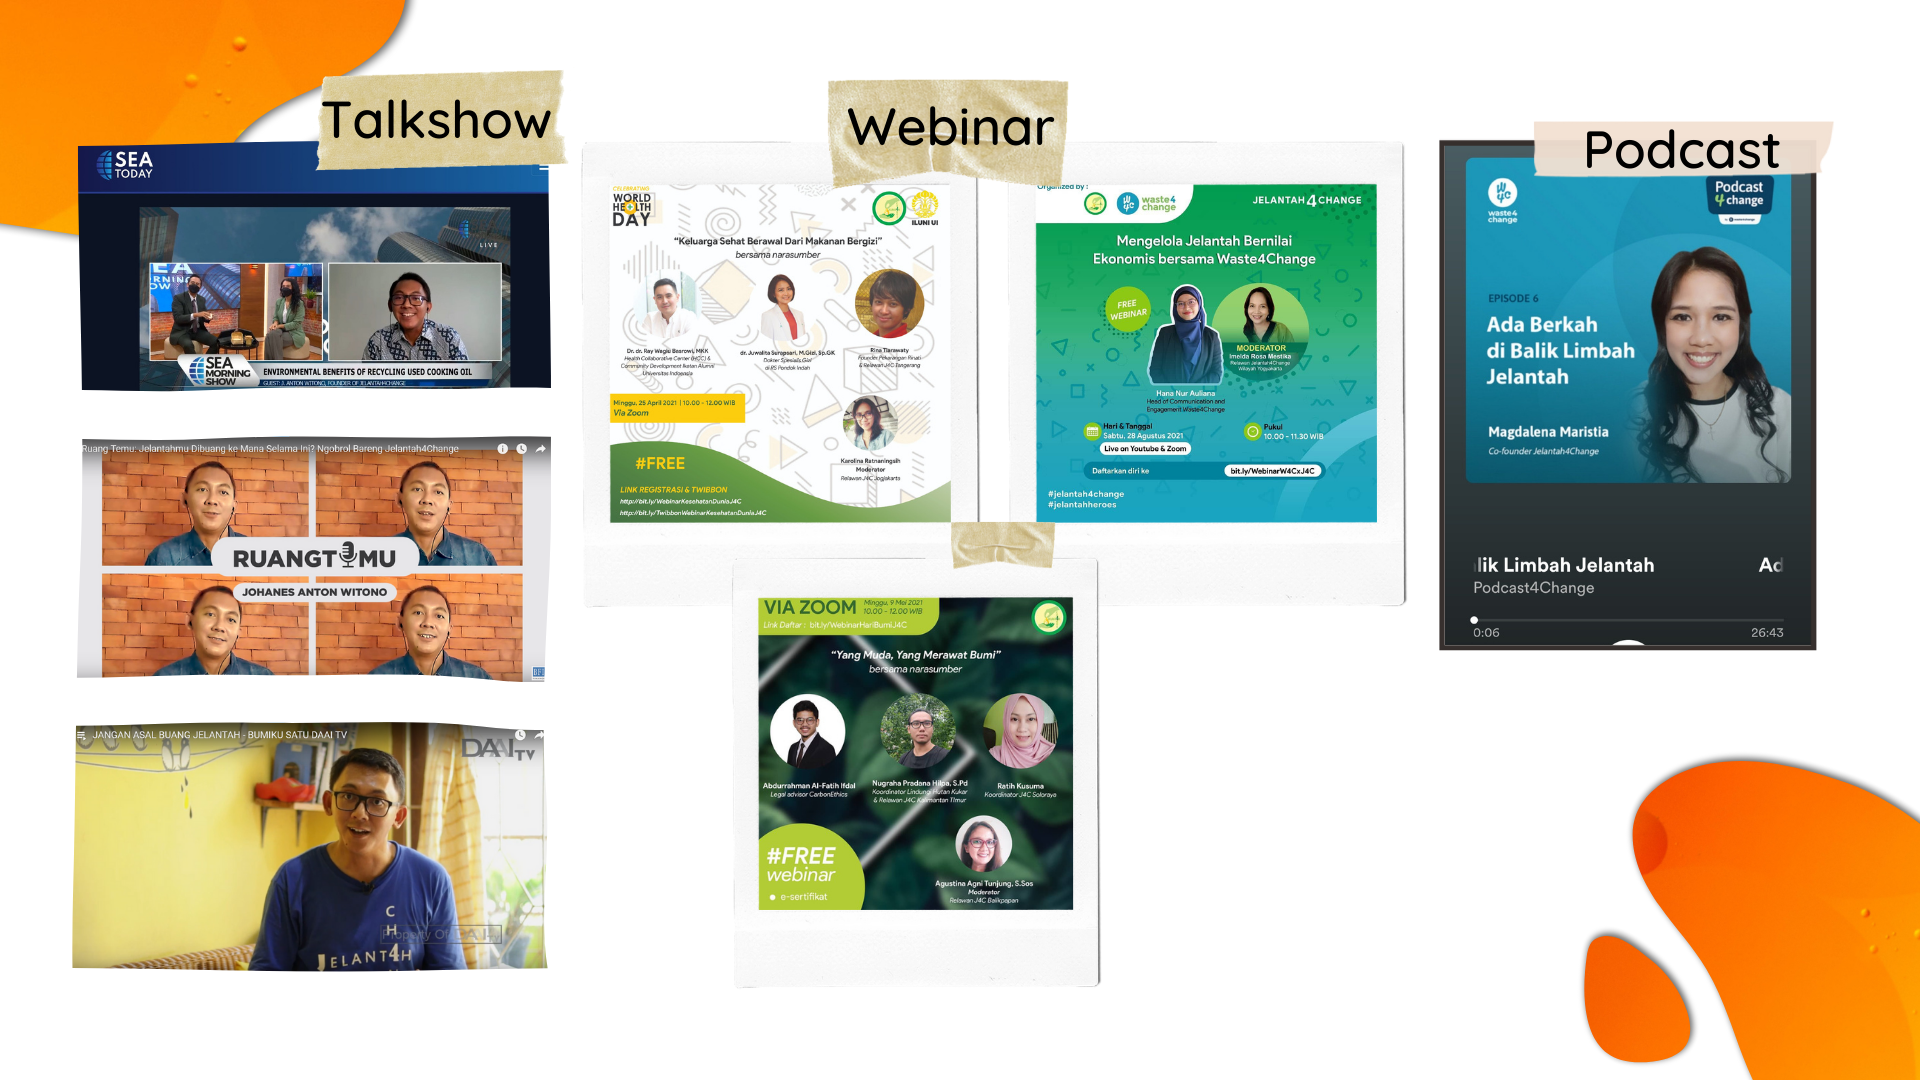 Talkshow
SEA
TODAY
LIVE
SEA
MORNING
SHOW
ENVIRONMENTAL BENEFITS OF RECYCLING USED COOKING OIL
GUEST: J. ANTON WITONO, FOUNDER OF JELANTAH4CHANGE
Ruang Temu: Jelantahmu Dibuang ke Mana Selama Ini? Ngobrol Bareng Jelantah4Change
RUANGT MU
JOHANES ANTON WITONO
JANGAN ASAL BUANG JELANTAH - BUMIKU SATU DAAI TV
DAAI TV
C
H
JELANT4H
Property Of DAAI TV
Webinar
CELEBRATING
WORLD
HEALTH
DAY
ILUNI UI
“Keluarga Sehat Berawal Dari Makanan Bergizi”
bersama narasumber
Dr. dr. Ray Wagiu Basrowi, MKK
Health Collaborative Center (HCC) &
Community Development Ikatan Alumni
Universitas Indonesia
dr. Juwalita Surapsari, M.Gizi, Sp.GK
Dokter Spesialis Gizi
di RS Pondok Indah
Rina Tiarawaty
Founder Pekarangan Rinati
& Relawan J4C Tangerang
Minggu, 25 April 2021 | 10.00 - 12.00 WIB
Via Zoom
#FREE
Karolina Ratnaningsih
Moderator
Relawan J4C Jogjakarta
LINK REGISTRASI & TWIBBON
http://bit.ly/WebinarKesehatanDuniaJ4C
http://bit.ly/TwibbonWebinarKesehatanDuniaJ4C
Organized by :
waste4
change
JELANTAH4CHANGE
Mengelola Jelantah Bernilai
Ekonomis bersama Waste4Change
FREE
WEBINAR
MODERATOR
Imelda Rosa Mestika
Relawan Jelantah4Change
Wilayah Yogyakarta
Hana Nur Auliana
Head of Communication and
Engagement Waste4Change
Hari & Tanggal
Sabtu, 28 Agustus 2021
Pukul
10.00 - 11.30 WIB
Live on Youtube & Zoom
Daftarkan diri ke
bit.ly/WebinarW4CxJ4C
#jelantah4change
#jelantahheroes
VIA ZOOM
Minggu, 9 Mei 2021
10.00 - 12.00 WIB
Link Daftar : bit.ly/WebinarHariBumiJ4C
“Yang Muda, Yang Merawat Bumi”
bersama narasumber
Abdurrahman Al-Fatih Ifdal
Legal advisor CarbonEthics
Nugraha Pradana Hilpa, S.Pd
Koordinator Lindungi Hutan Kukar
& Relawan J4C Kalimantan Timur
Ratih Kusuma
Koordinator J4C Soloraya
#FREE
webinar
e-sertifikat
Agustina Agni Tunjung, S.Sos
Moderator
Relawan J4C Balikpapan
Podcast
waste4
change
Podcast
4change
EPISODE 6
Ada Berkah
di Balik Limbah
Jelantah
Magdalena Maristia
Co-founder Jelantah4Change
lik Limbah Jelantah
Ad
Podcast4Change
0:06
26:43